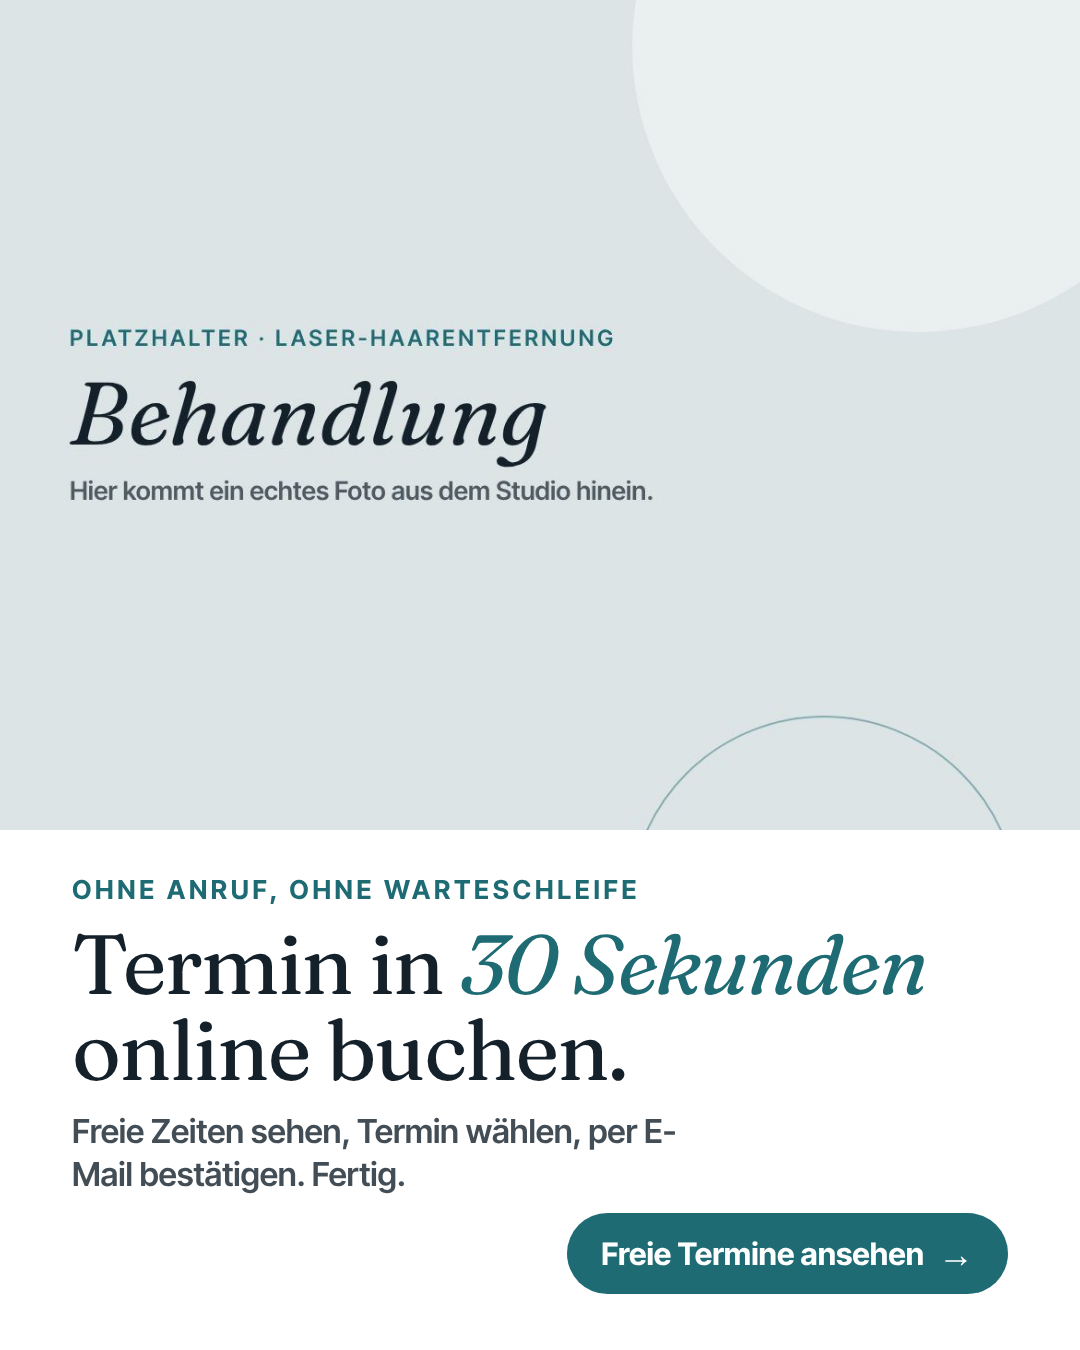 PLATZHALTER · LASER-HAARENTFERNUNG
Behandlung
Hier kommt ein echtes Foto aus dem Studio hinein.
OHNE ANRUF, OHNE WARTESCHLEIFE
Termin in 30 Sekunden
online buchen.
Freie Zeiten sehen, Termin wählen, per E-
Mail bestätigen. Fertig.
Freie Termine ansehen →